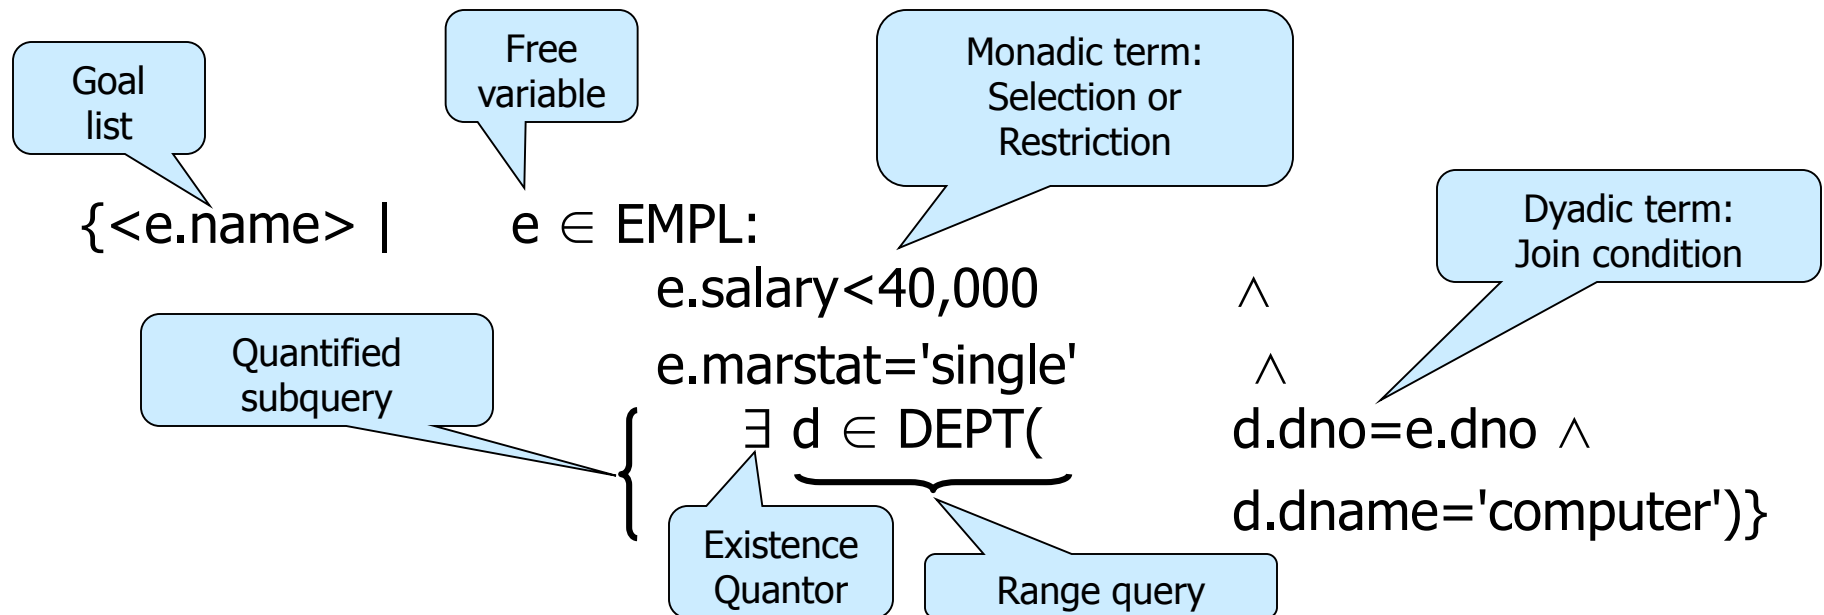 Goal
list
Free
variable
Monadic term:
Selection or
Restriction
Dyadic term:
Join condition
{<e.name> | e ∈ EMPL:
e.salary<40,000 ∧
e.marstat='single' ∧
Quantified
subquery
∃ d ∈ DEPT( d.dno=e.dno ∧
d.dname='computer')}
Existence
Quantor
Range query